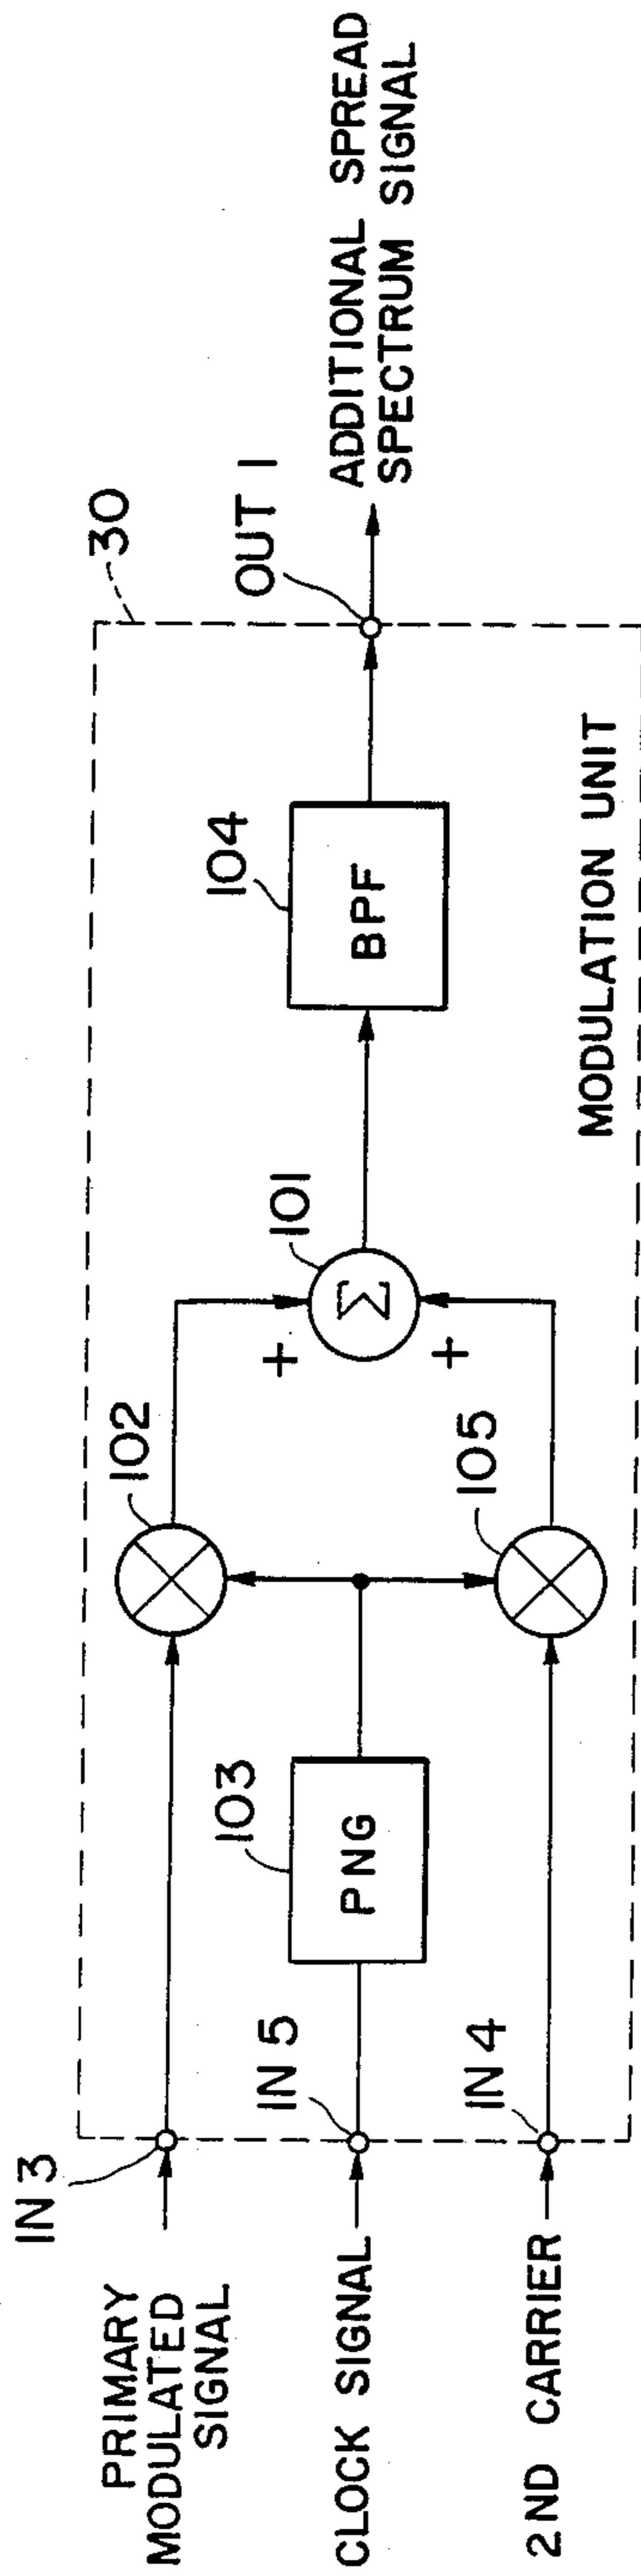 PRIMARY
MODULATED
SIGNAL
IN 3
CLOCK SIGNAL
IN 5
2ND CARRIER
IN 4
103
PNG
102
105
+
+
Σ
101
104
BPF
MODULATION UNIT
30
OUT 1
ADDITIONAL SPREAD
SPECTRUM SIGNAL